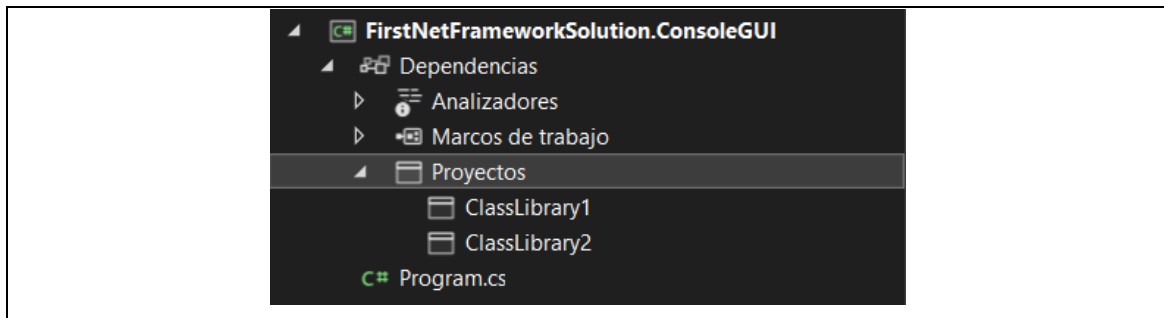 FirstNetFrameworkSolution.ConsoleGUI
Dependencias
Analizadores
Marcos de trabajo
Proyectos
ClassLibrary1
ClassLibrary2
C# Program.cs